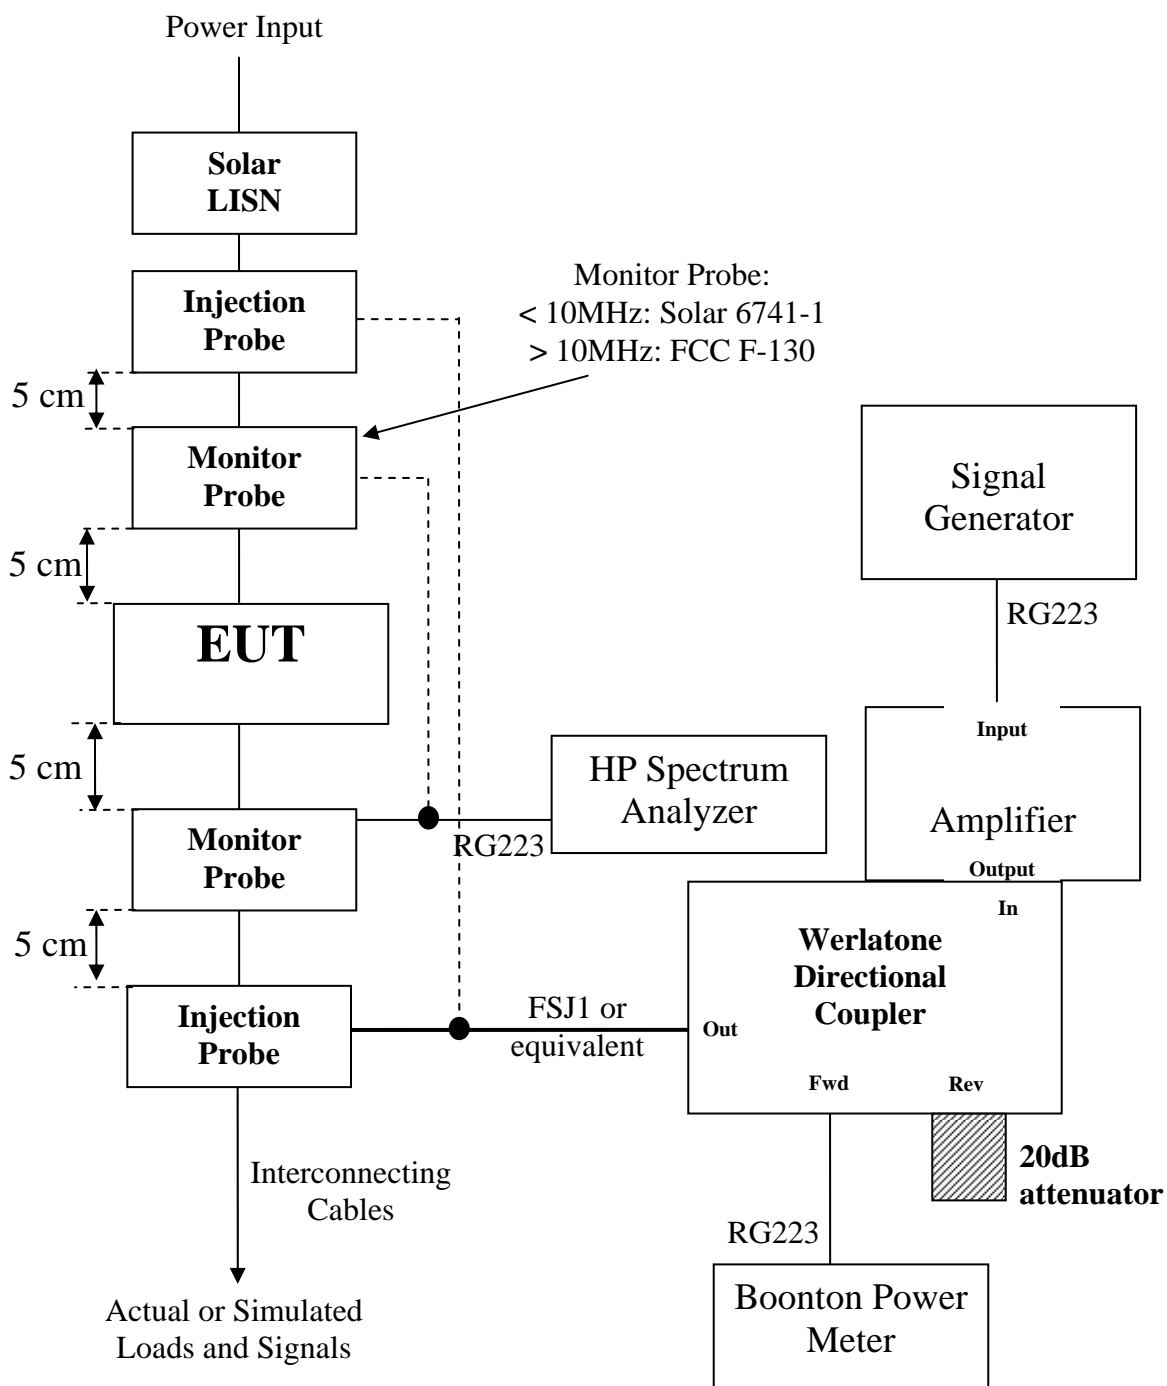 Power Input
Solar
LISN
Injection
Probe
Monitor Probe:
< 10MHz: Solar 6741-1
> 10MHz: FCC F-130
5 cm
Monitor
Probe
Signal
Generator
5 cm
RG223
EUT
Input
5 cm
HP Spectrum
Analyzer
Amplifier
Monitor
Probe
RG223
Output
In
5 cm
Werlatone
Directional
Coupler
Injection
Probe
FSJ1 or
equivalent
Out
Fwd
Rev
20dB
attenuator
Interconnecting
Cables
RG223
Actual or Simulated
Loads and Signals
Boonton Power
Meter